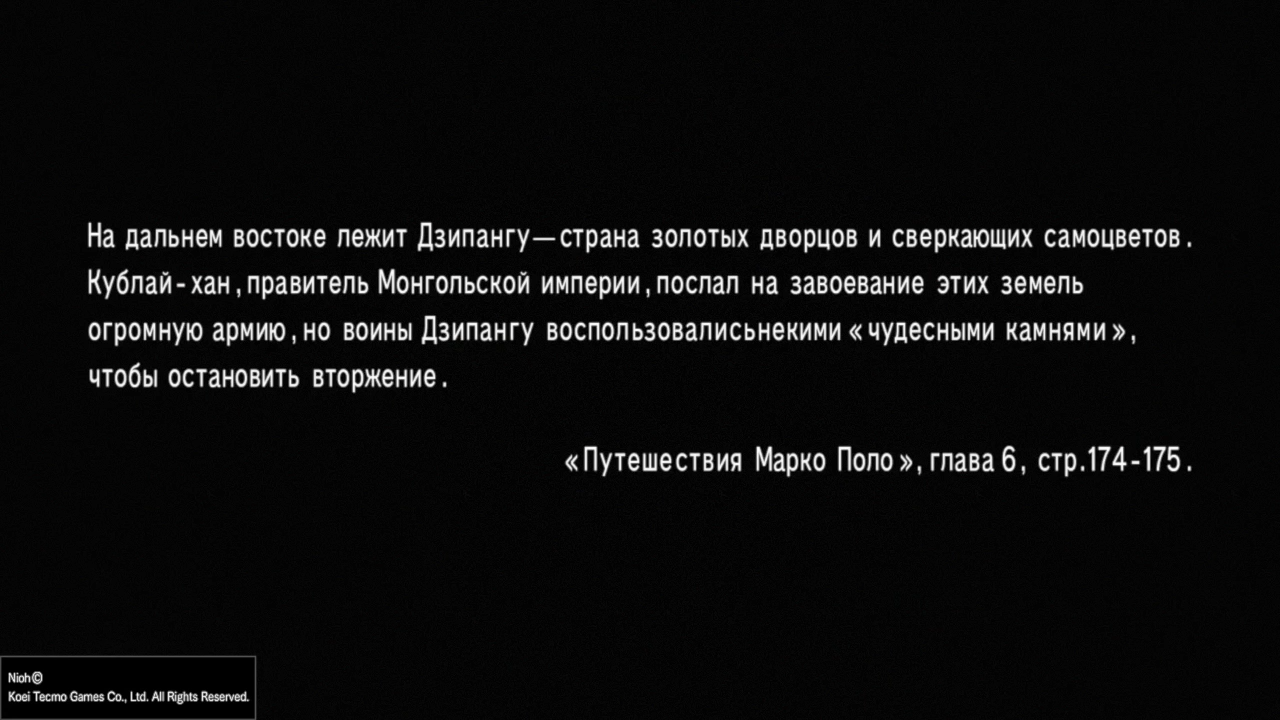 На дальнем востоке лежит Дзипангу—страна золотых дворцов и сверкающих самоцветов.
Кублай-хан, правитель Монгольской империи, послал на завоевание этих земель
огромную армию, но воины Дзипангу воспользовалисьнекими «чудесными камнями»,
чтобы остановить вторжение.
«Путешествия Марко Поло», глава 6, стр.174-175.
Nioh©
Koei Tecmo Games Co., Ltd. All Rights Reserved.